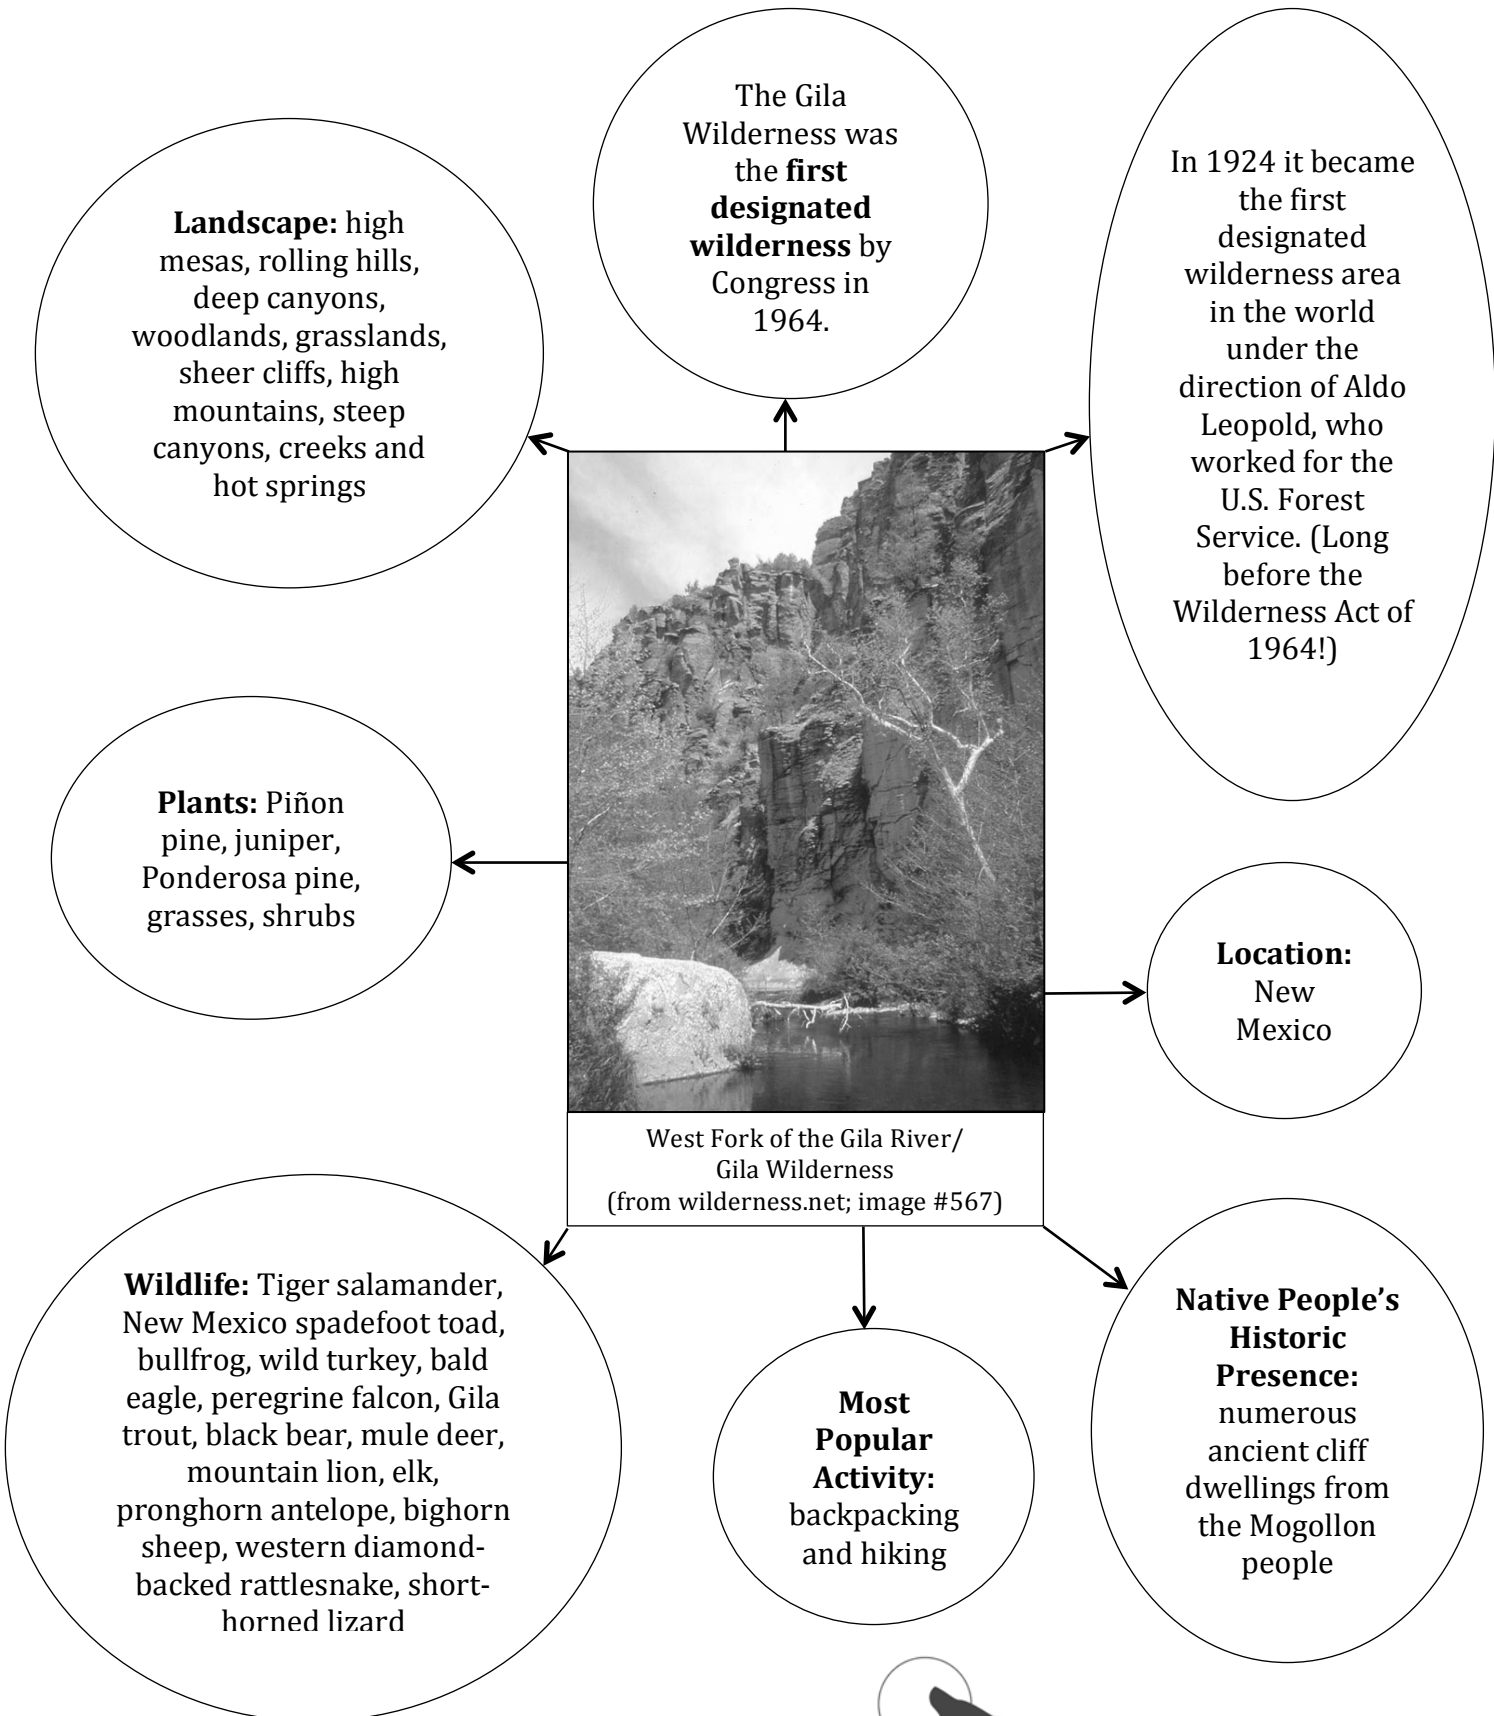 The Gila
Wilderness was
the first
designated
wilderness by
Congress in
1964.
In 1924 it became
the first
designated
wilderness area
in the world
under the
direction of Aldo
Leopold, who
worked for the
U.S. Forest
Service. (Long
before the
Wilderness Act of
1964!)
Landscape: high
mesas, rolling hills,
deep canyons,
woodlands, grasslands,
sheer cliffs, high
mountains, steep
canyons, creeks and
hot springs
Plants: Piñon
pine, juniper,
Ponderosa pine,
grasses, shrubs
Location:
New
Mexico
West Fork of the Gila River/
Gila Wilderness
(from wilderness.net; image #567)
Wildlife: Tiger salamander,
New Mexico spadefoot toad,
bullfrog, wild turkey, bald
eagle, peregrine falcon, Gila
trout, black bear, mule deer,
mountain lion, elk,
pronghorn antelope, bighorn
sheep, western diamond-
backed rattlesnake, short-
horned lizard
Most
Popular
Activity:
backpacking
and hiking
Native People’s
Historic
Presence:
numerous
ancient cliff
dwellings from
the Mogollon
people